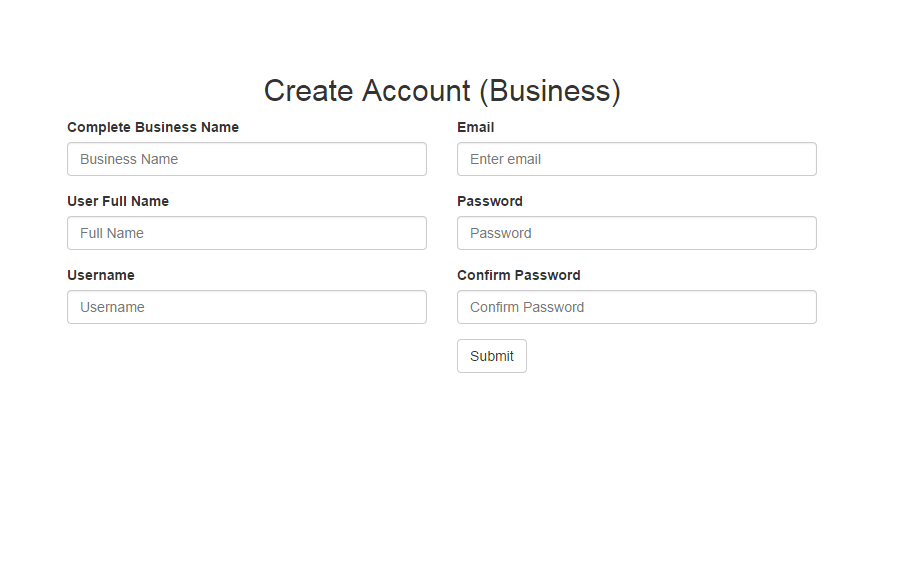 Create Account (Business)
Complete Business Name
Business Name
User Full Name
Full Name
Username
Username
Email
Enter email
Password
Password
Confirm Password
Confirm Password
Submit